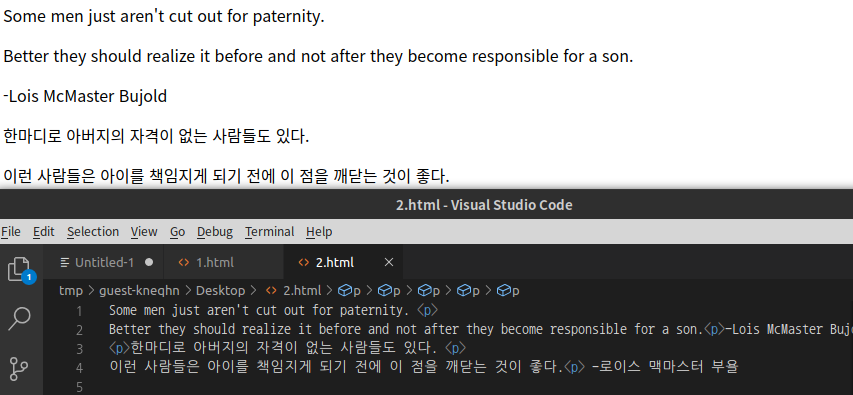 Some men just aren't cut out for paternity.
Better they should realize it before and not after they become responsible for a son.
-Lois McMaster Bujold
한마디로 아버지의 자격이 없는 사람들도 있다.
이런 사람들은 아이를 책임지게 되기 전에 이 점을 깨닫는 것이 좋다.
2.html - Visual Studio Code
File Edit Selection View Go Debug Terminal Help
Untitled-1 ● <> 1.html <> 2.html ×
1
tmp > guest-kneqhn > Desktop > <> 2.html > p > p > p > p > p
1 Some men just aren't cut out for paternity. <p>
2 Better they should realize it before and not after they become responsible for a son.<p>-Lois McMaster Buj
3 <p>한마디로 아버지의 자격이 없는 사람들도 있다. <p>
4 이런 사람들은 아이를 책임지게 되기 전에 이 점을 깨닫는 것이 좋다.<p> -로이스 맥마스터 부욜
5